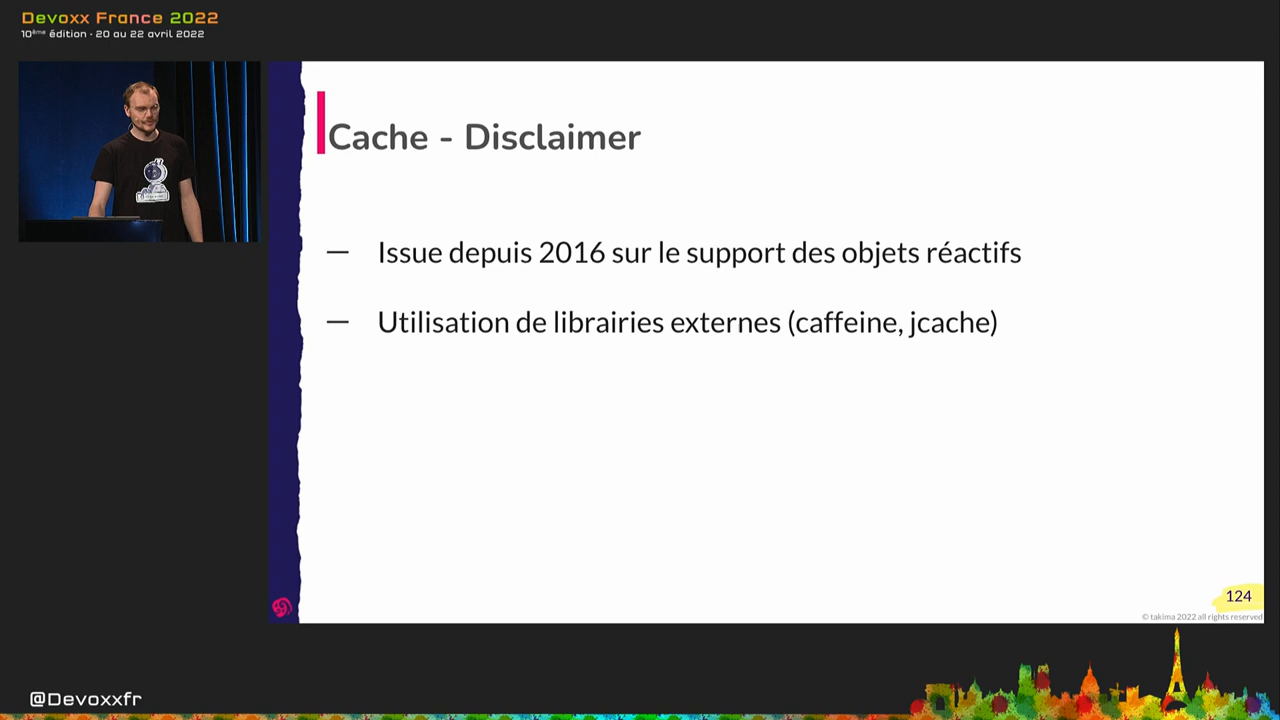 Devoxx France 2022
10ème édition - 20 au 22 avril 2022
Cache - Disclaimer
— Issue depuis 2016 sur le support des objets réactifs
— Utilisation de librairies externes (caffeine, jcache)
124
© takima 2022 all rights reserved
@Devoxxfr